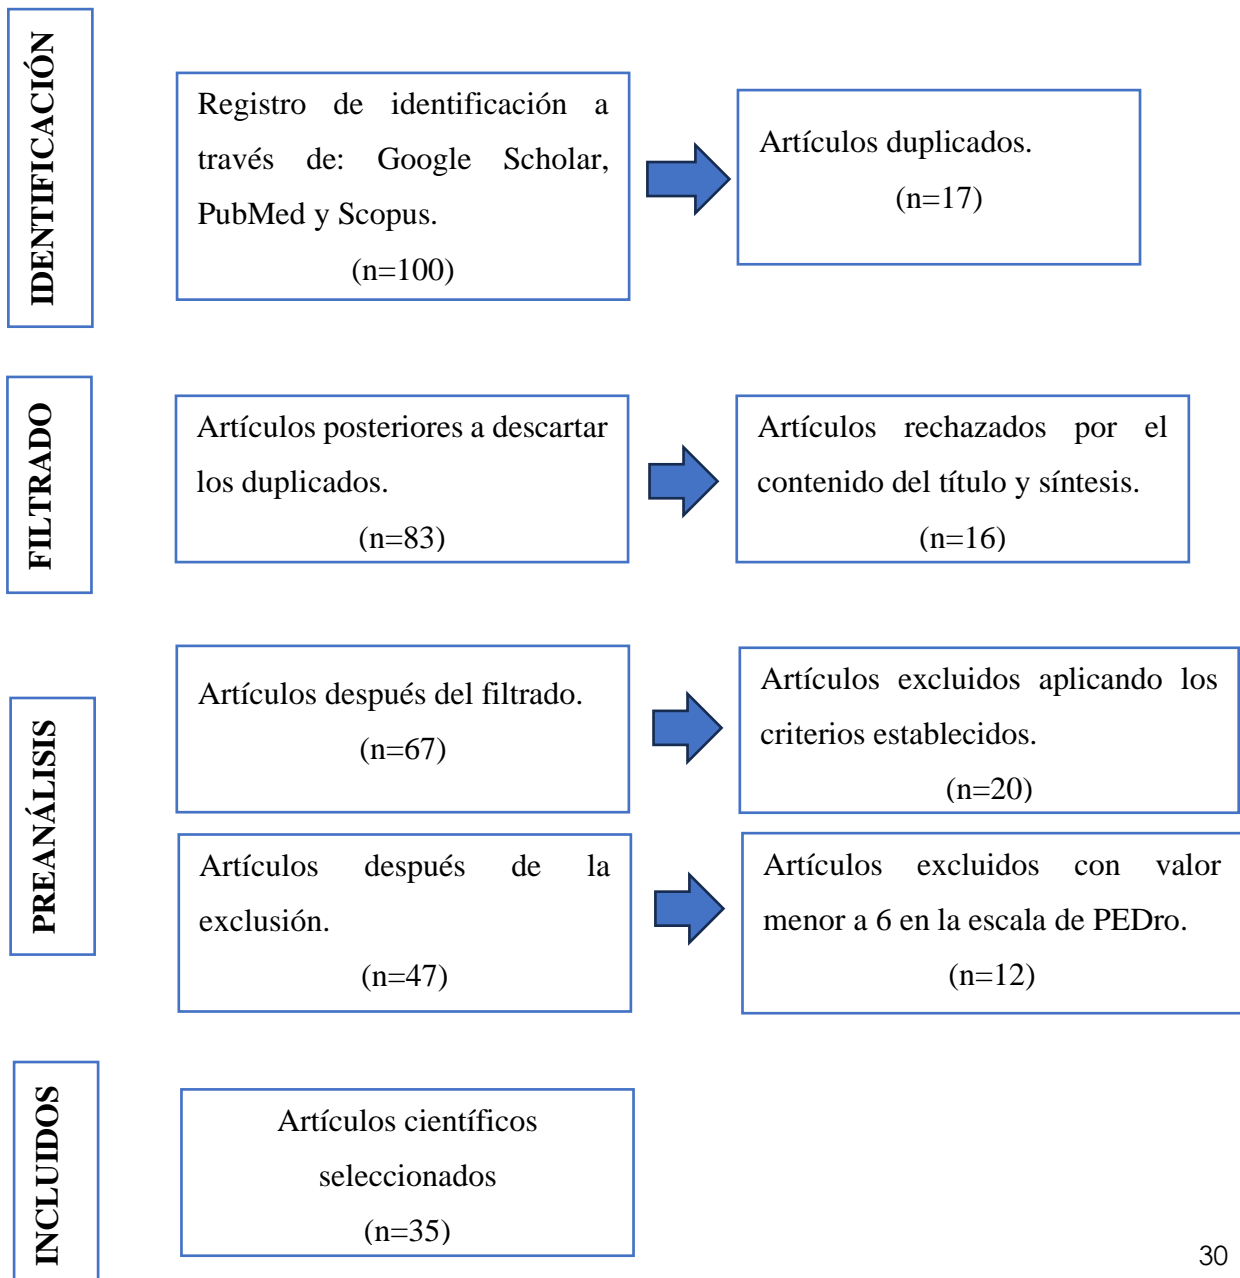 IDENTIFICACIÓN
Registro de identificación a
través de: Google Scholar,
PubMed y Scopus.
(n=100)
Artículos duplicados.
(n=17)
FILTRADO
Artículos posteriores a descartar
los duplicados.
(n=83)
Artículos rechazados por el
contenido del título y síntesis.
(n=16)
PREANÁLISIS
Artículos después del filtrado.
(n=67)
Artículos excluidos aplicando los
criterios establecidos.
(n=20)
Artículos después de la
exclusión.
(n=47)
Artículos excluidos con valor
menor a 6 en la escala de PEDro.
(n=12)
INCLUIDOS
Artículos científicos
seleccionados
(n=35)
30